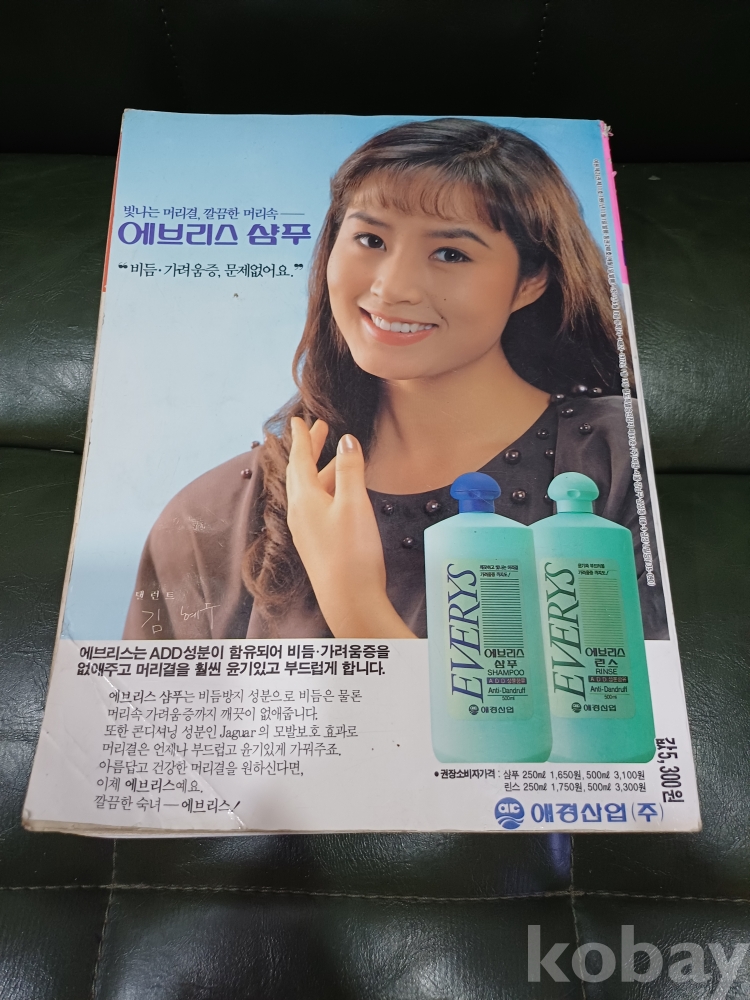 빛나는 머리결, 깔끔한 머리속 ──
에브리스 샴푸
❝비듬·가려움증, 문제없어요.❞
탤런트
김혜수
에브리스는 ADD성분이 함유되어 비듬·가려움증을
없애주고 머리결을 훨씬 윤기있고 부드럽게 합니다.
에브리스 샴푸는 비듬방지 성분으로 비듬은 물론
머리속 가려움증까지 깨끗이 없애줍니다.
또한 콘디셔닝 성분인 Jaguar의 모발보호 효과로
머리결은 언제나 부드럽고 윤기있게 가꿔주죠.
아름답고 건강한 머리결을 원하신다면,
이제 에브리스예요.
깔끔한 숙녀 ─ 에브리스!
EVERYS
에브리스
샴푸
SHAMPOO
Anti-Dandruff
500ml
애경산업
EVERYS
에브리스
린스
RINSE
Anti-Dandruff
500ml
애경산업
• 권장소비자가격 : 샴푸 250ml 1,650원, 500ml 3,100원
린스 250ml 1,750원, 500ml 3,300원
애경산업(주)
값5,300원
kobay